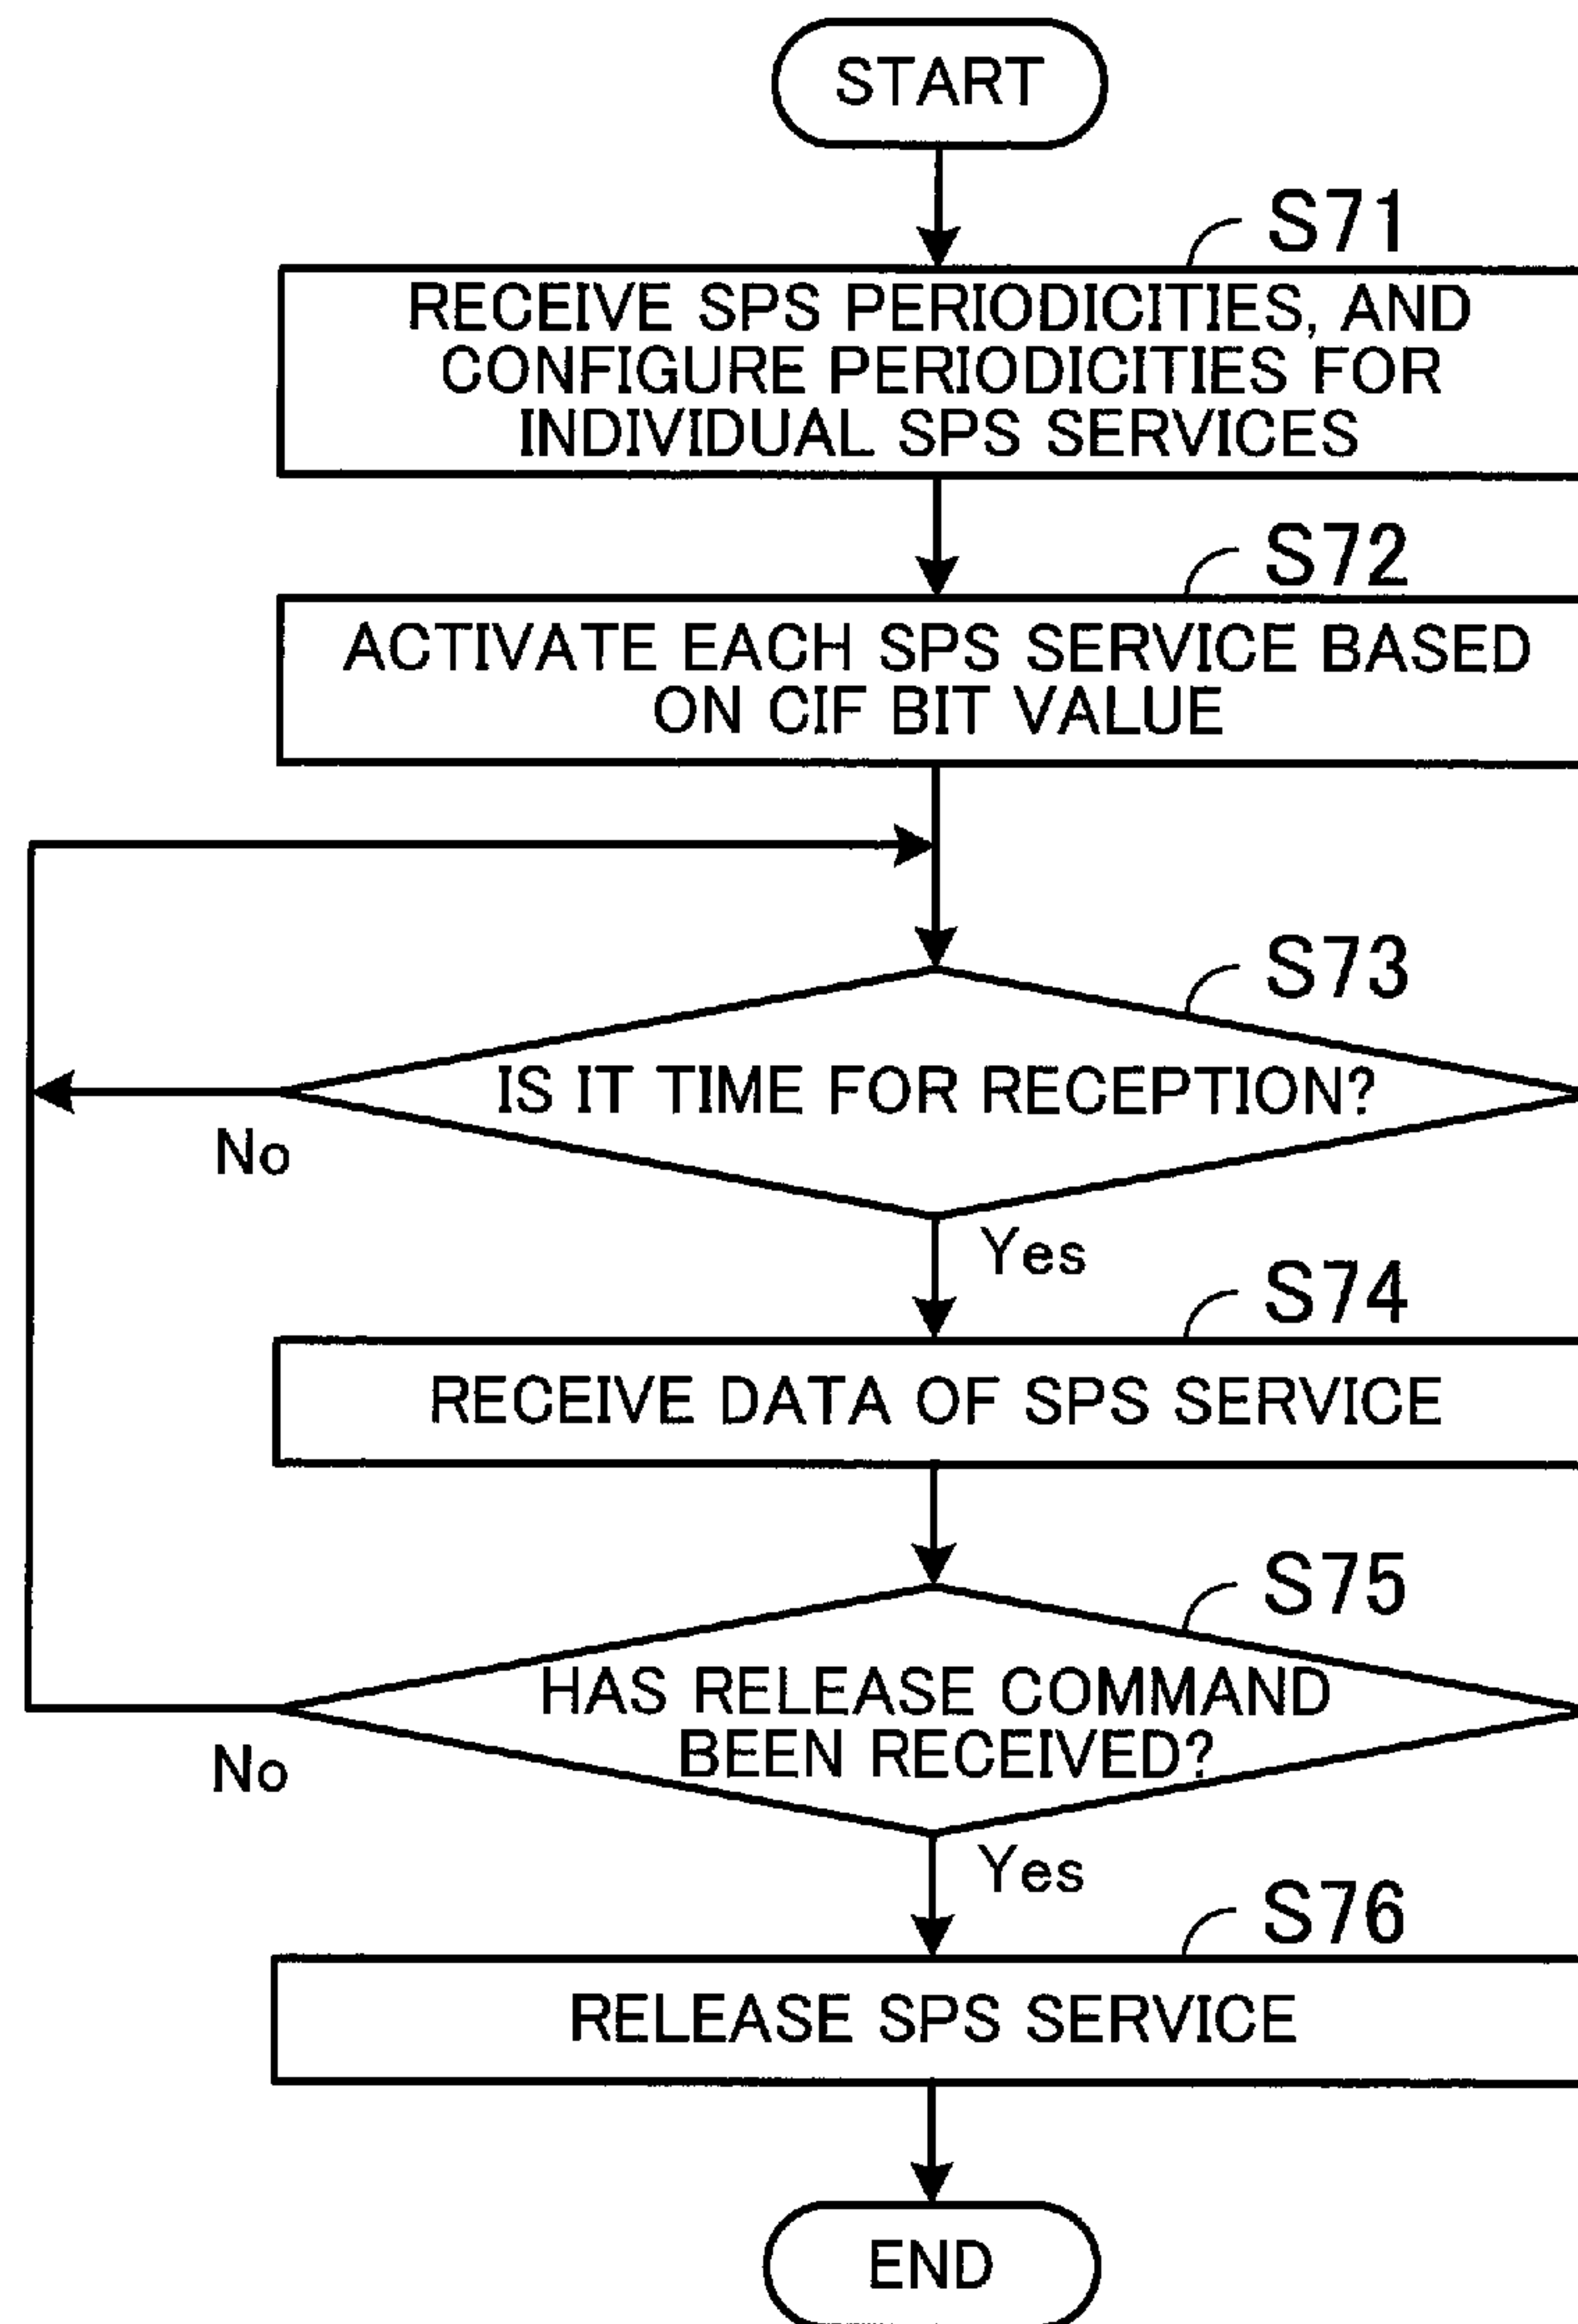 START
S71
RECEIVE SPS PERIODICITIES, AND
CONFIGURE PERIODICITIES FOR
INDIVIDUAL SPS SERVICES
S72
ACTIVATE EACH SPS SERVICE BASED
ON CIF BIT VALUE
S73
IS IT TIME FOR RECEPTION?
No
Yes
S74
RECEIVE DATA OF SPS SERVICE
S75
HAS RELEASE COMMAND
BEEN RECEIVED?
No
Yes
S76
RELEASE SPS SERVICE
END